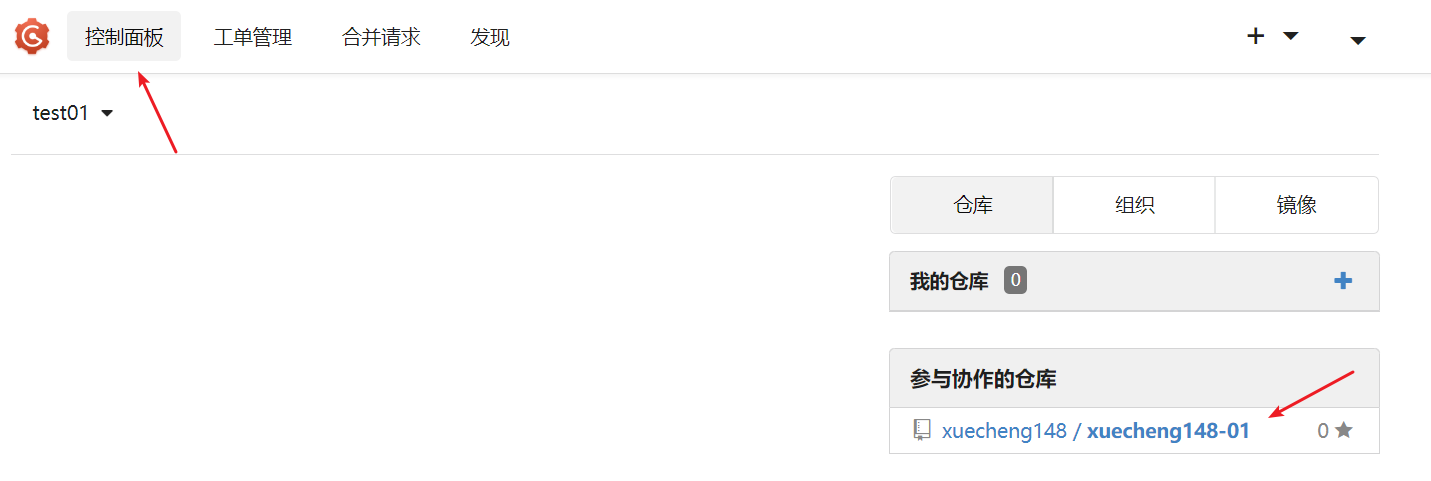 控制面板 工单管理 合并请求 发现
test01
仓库 组织 镜像
我的仓库 0
参与协作的仓库
xuecheng148 / xuecheng148-01 0